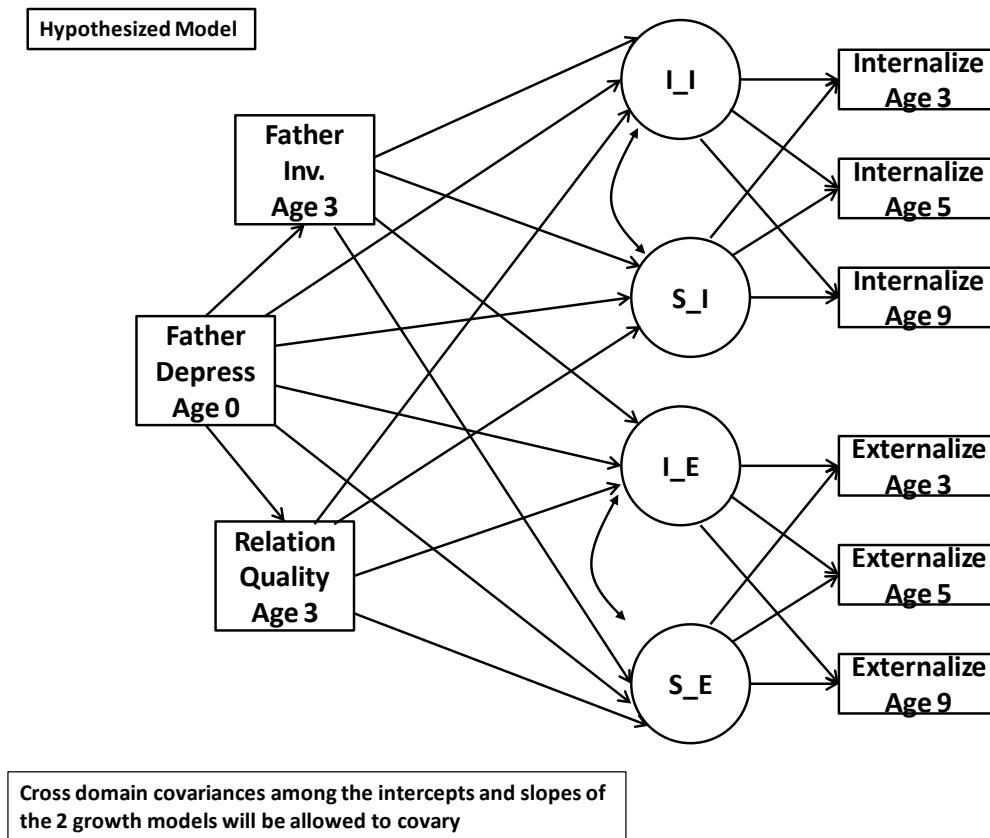 Hypothesized Model
Father
Inv.
Age 3
Father
Depress
Age 0
Relation
Quality
Age 3
I_I
S_I
I_E
S_E
Internalize
Age 3
Internalize
Age 5
Internalize
Age 9
Externalize
Age 3
Externalize
Age 5
Externalize
Age 9
Cross domain covariances among the intercepts and slopes of
the 2 growth models will be allowed to covary